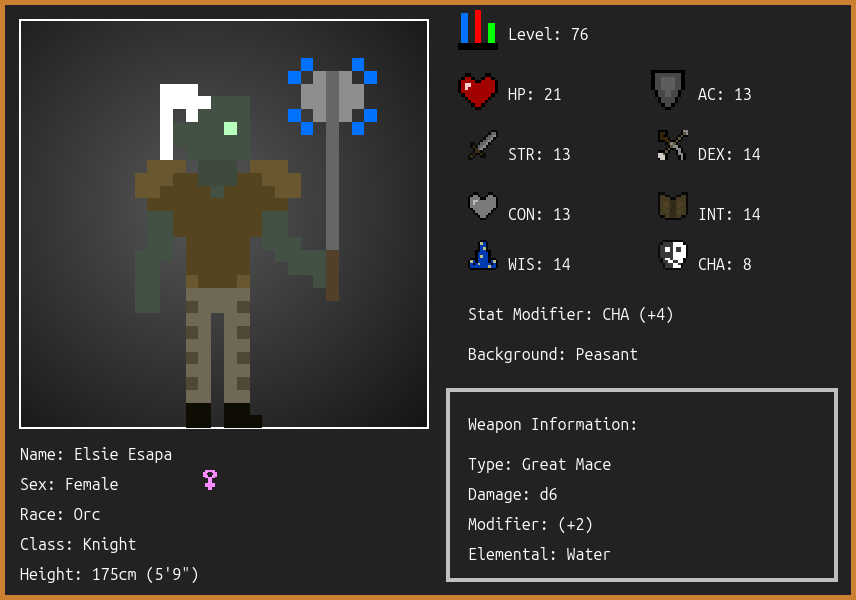 Level: 76
HP: 21
AC: 13
STR: 13
DEX: 14
CON: 13
INT: 14
WIS: 14
CHA: 8
Stat Modifier: CHA (+4)
Background: Peasant
Weapon Information:
Type: Great Mace
Damage: d6
Modifier: (+2)
Elemental: Water
Name: Elsie Esapa
Sex: Female
Race: Orc
Class: Knight
Height: 175cm (5'9")